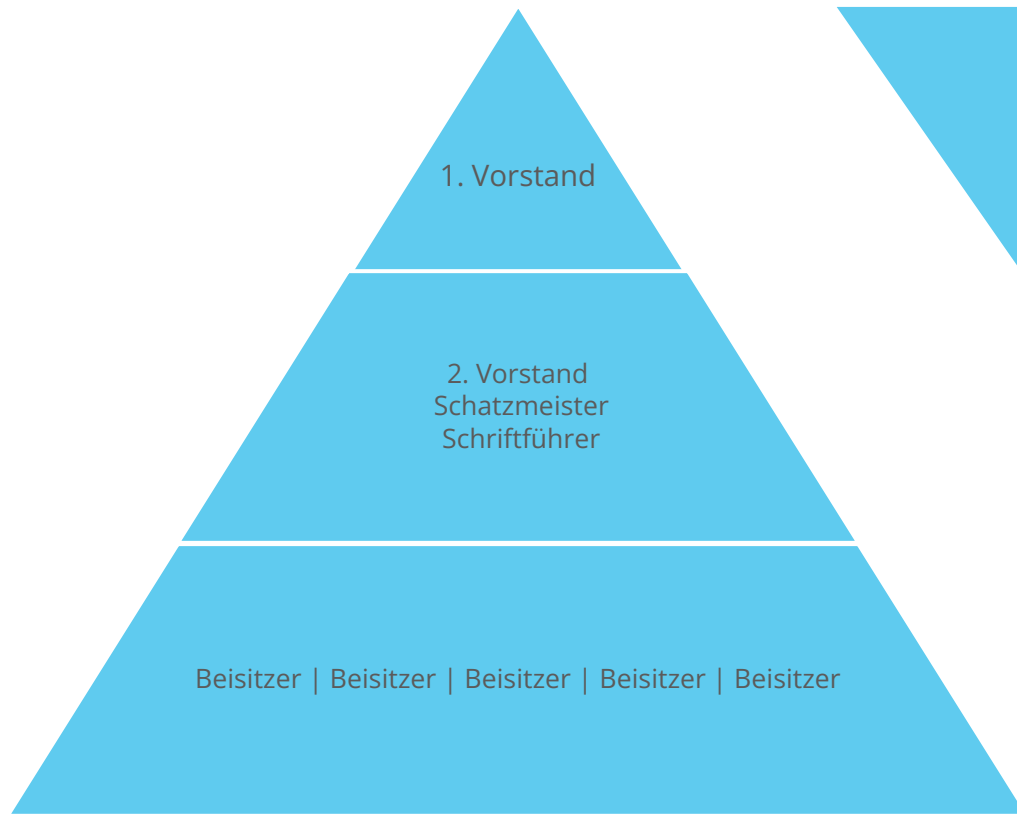 1. Vorstand
2. Vorstand
Schatzmeister
Schriftführer
Beisitzer | Beisitzer | Beisitzer | Beisitzer | Beisitzer